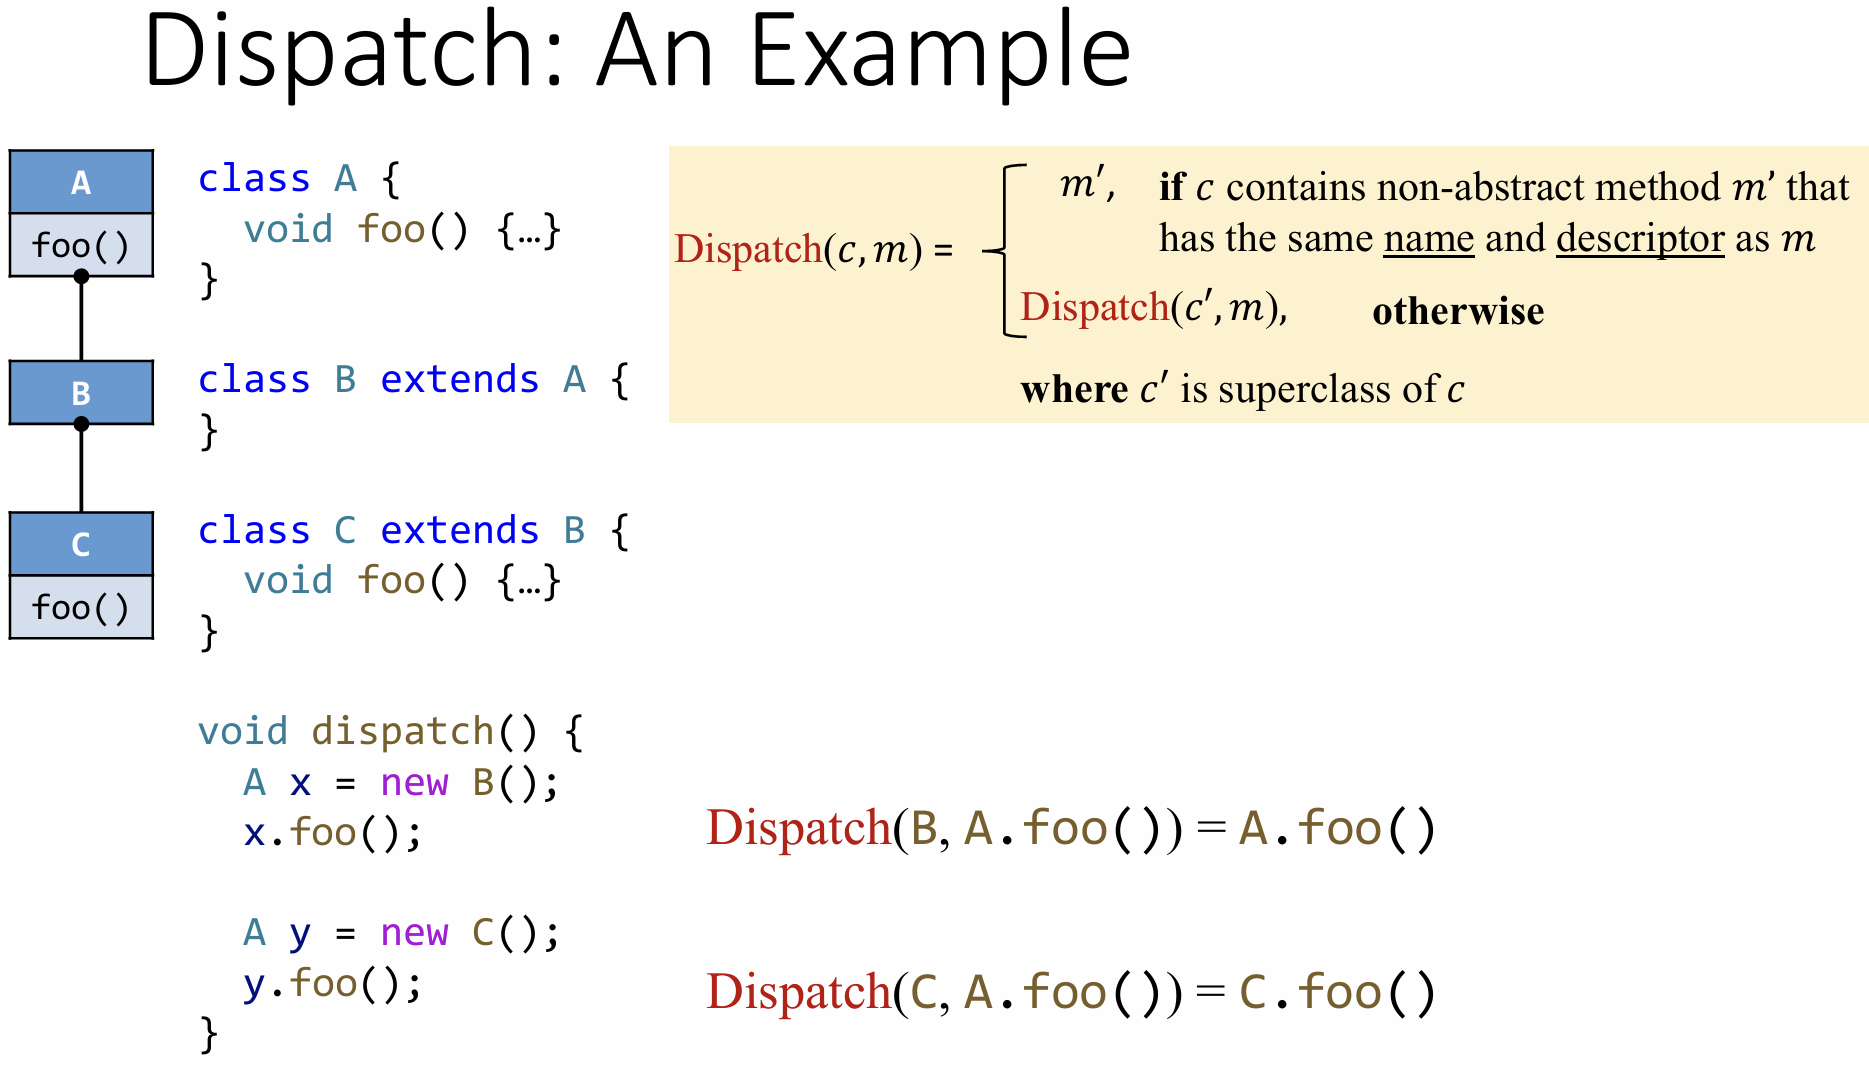 Dispatch: An Example
A
foo()
B
C
foo()
class A {
  void foo() {…}
}
class B extends A {
}
class C extends B {
  void foo() {…}
}
void dispatch() {
  A x = new B();
  x.foo();
  A y = new C();
  y.foo();
}
Dispatch(c, m) =
m′, if c contains non-abstract method m’ that
has the same name and descriptor as m
Dispatch(c′, m), otherwise
where c′ is superclass of c
Dispatch(B, A.foo()) = A.foo()
Dispatch(C, A.foo()) = C.foo()